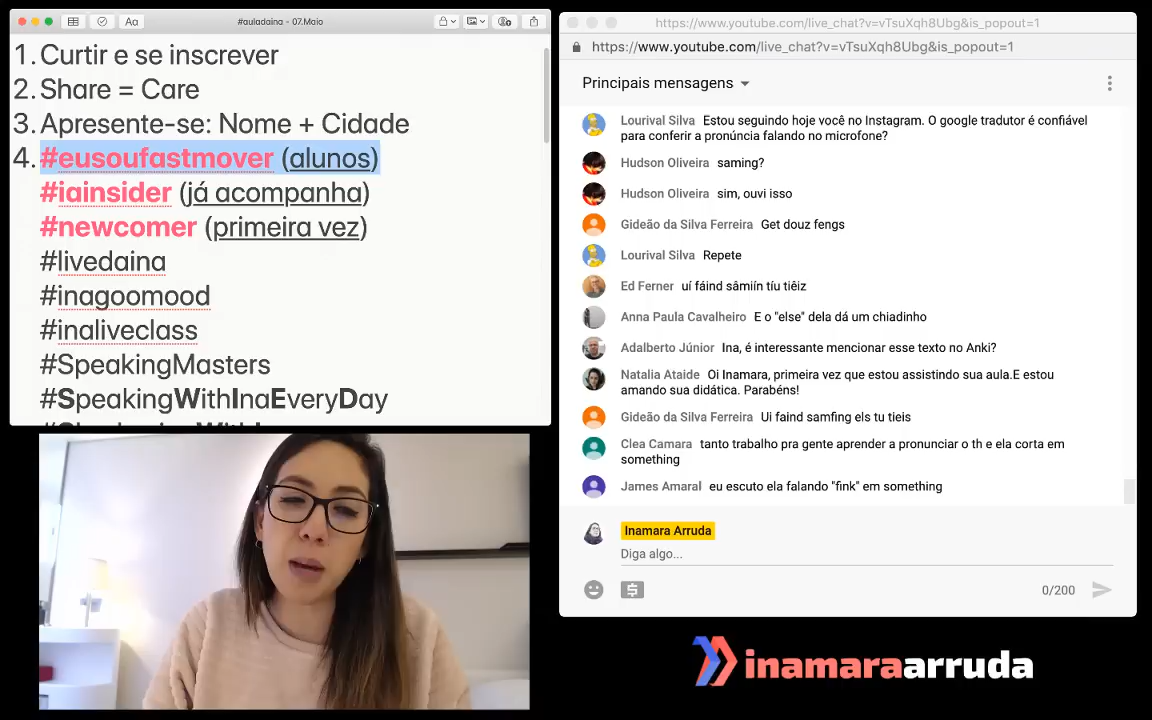 #auladaina - 07.Maio
Aa
1. Curtir e se inscrever
2. Share = Care
3. Apresente-se: Nome + Cidade
4. #eusoufastmover (alunos)
#iainsider (já acompanha)
#newcomer (primeira vez)
#livedaina
#inagoomood
#inaliveclass
#SpeakingMasters
#SpeakingWithInaEveryDay
https://www.youtube.com/live_chat?v=vTsuXqh8Ubg&is_popout=1
https://www.youtube.com/live_chat?v=vTsuXqh8Ubg&is_popout=1
Principais mensagens
Lourival Silva Estou seguindo hoje você no Instagram. O google tradutor é confiável
para conferir a pronúncia falando no microfone?
Hudson Oliveira saming?
Hudson Oliveira sim, ouvi isso
Gideão da Silva Ferreira Get douz fengs
Lourival Silva Repete
Ed Ferner uí fáind sâmiín tíu tiêiz
Anna Paula Cavalheiro E o "else" dela dá um chiadinho
Adalberto Júnior Ina, é interessante mencionar esse texto no Anki?
Natalia Ataide Oi Inamara, primeira vez que estou assistindo sua aula.E estou
amando sua didática. Parabéns!
Gideão da Silva Ferreira Ui faind samfing els tu tieis
Clea Camara tanto trabalho pra gente aprender a pronunciar o th e ela corta em
something
James Amaral eu escuto ela falando "fink" em something
Inamara Arruda
Diga algo...
0/200
inamaraarruda